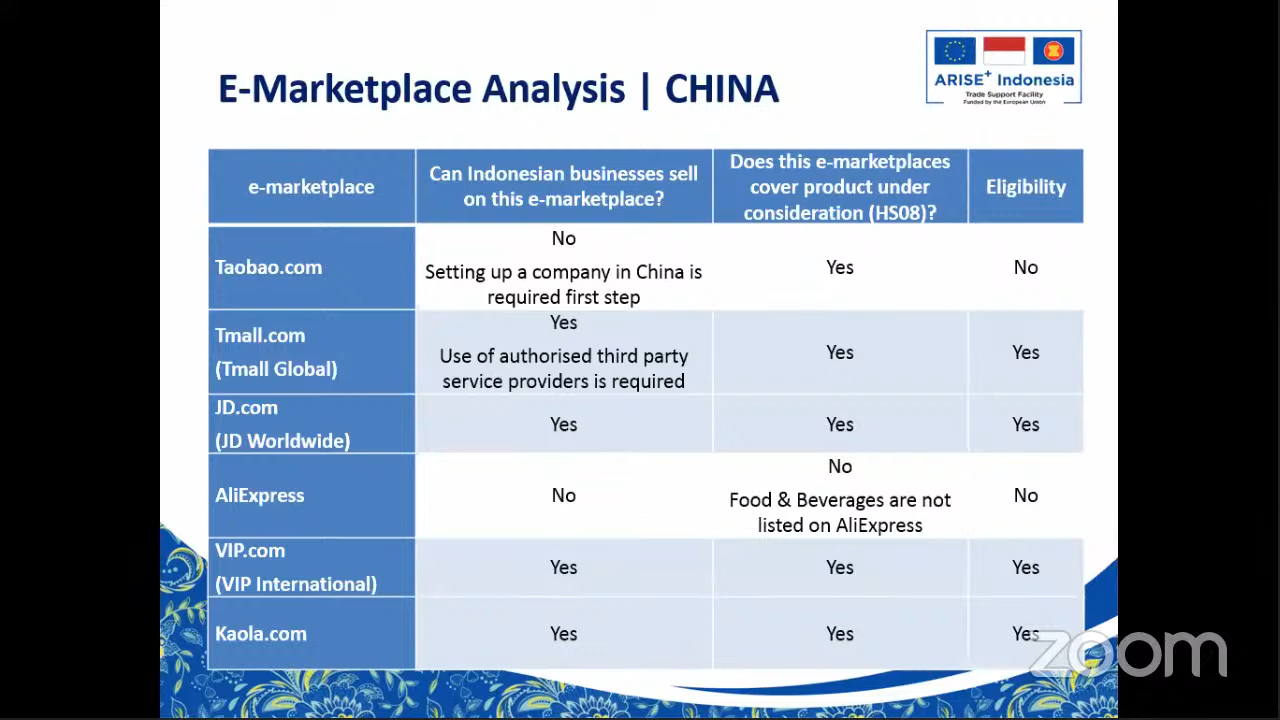 E-Marketplace Analysis | CHINA
ARISE+ Indonesia
Trade Support Facility
Funded by the European Union
e-marketplace
Can Indonesian businesses sell
on this e-marketplace?
Does this e-marketplaces
cover product under
consideration (HS08)?
Eligibility
Taobao.com
No
Setting up a company in China is
required first step
Yes
No
Tmall.com
(Tmall Global)
Yes
Use of authorised third party
service providers is required
Yes
Yes
JD.com
(JD Worldwide)
Yes
Yes
Yes
AliExpress
No
No
Food & Beverages are not
listed on AliExpress
No
VIP.com
(VIP International)
Yes
Yes
Yes
Kaola.com
Yes
Yes
Yes
zoom